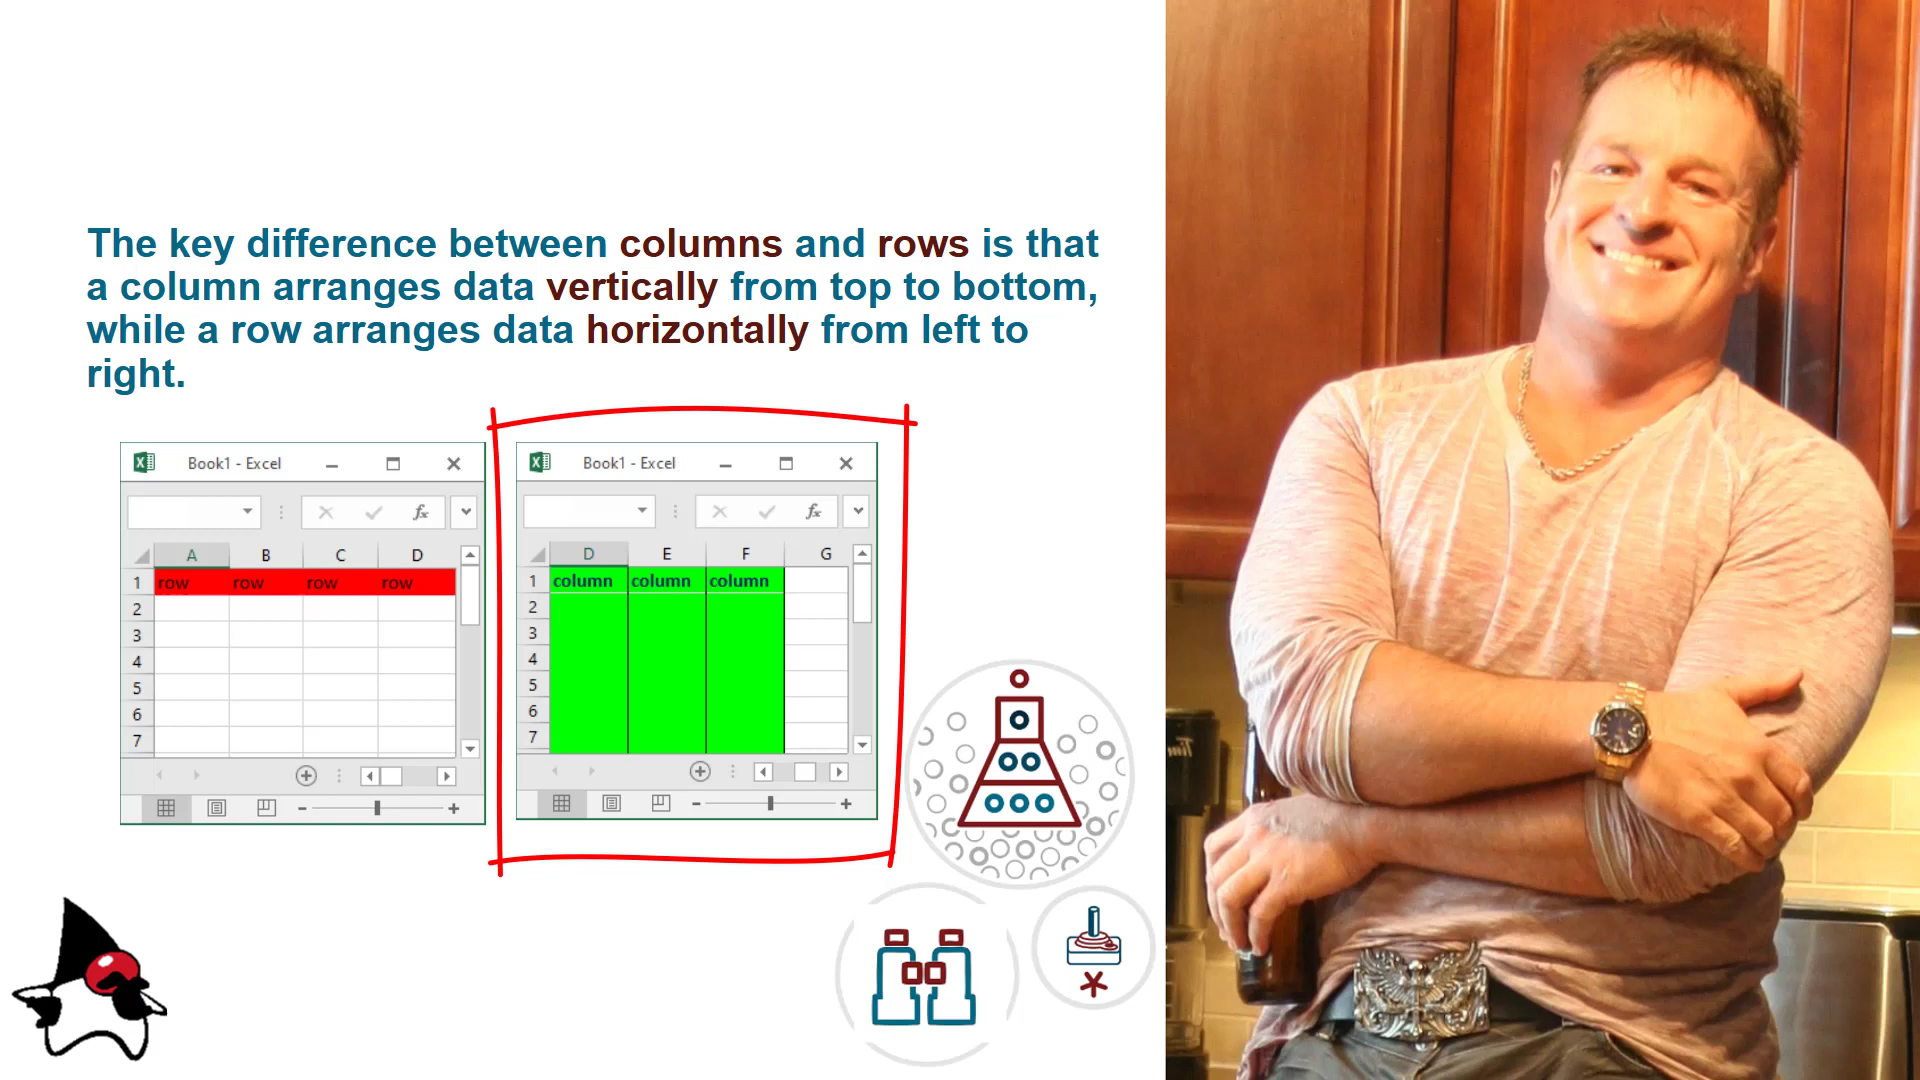 The key difference between columns and rows is that
a column arranges data vertically from top to bottom,
while a row arranges data horizontally from left to
right.
Book1 - Excel
fx
A B C D
1 row row row row
2
3
4
5
6
7
Book1 - Excel
fx
D E F G
1 column column column
2
3
4
5
6
7